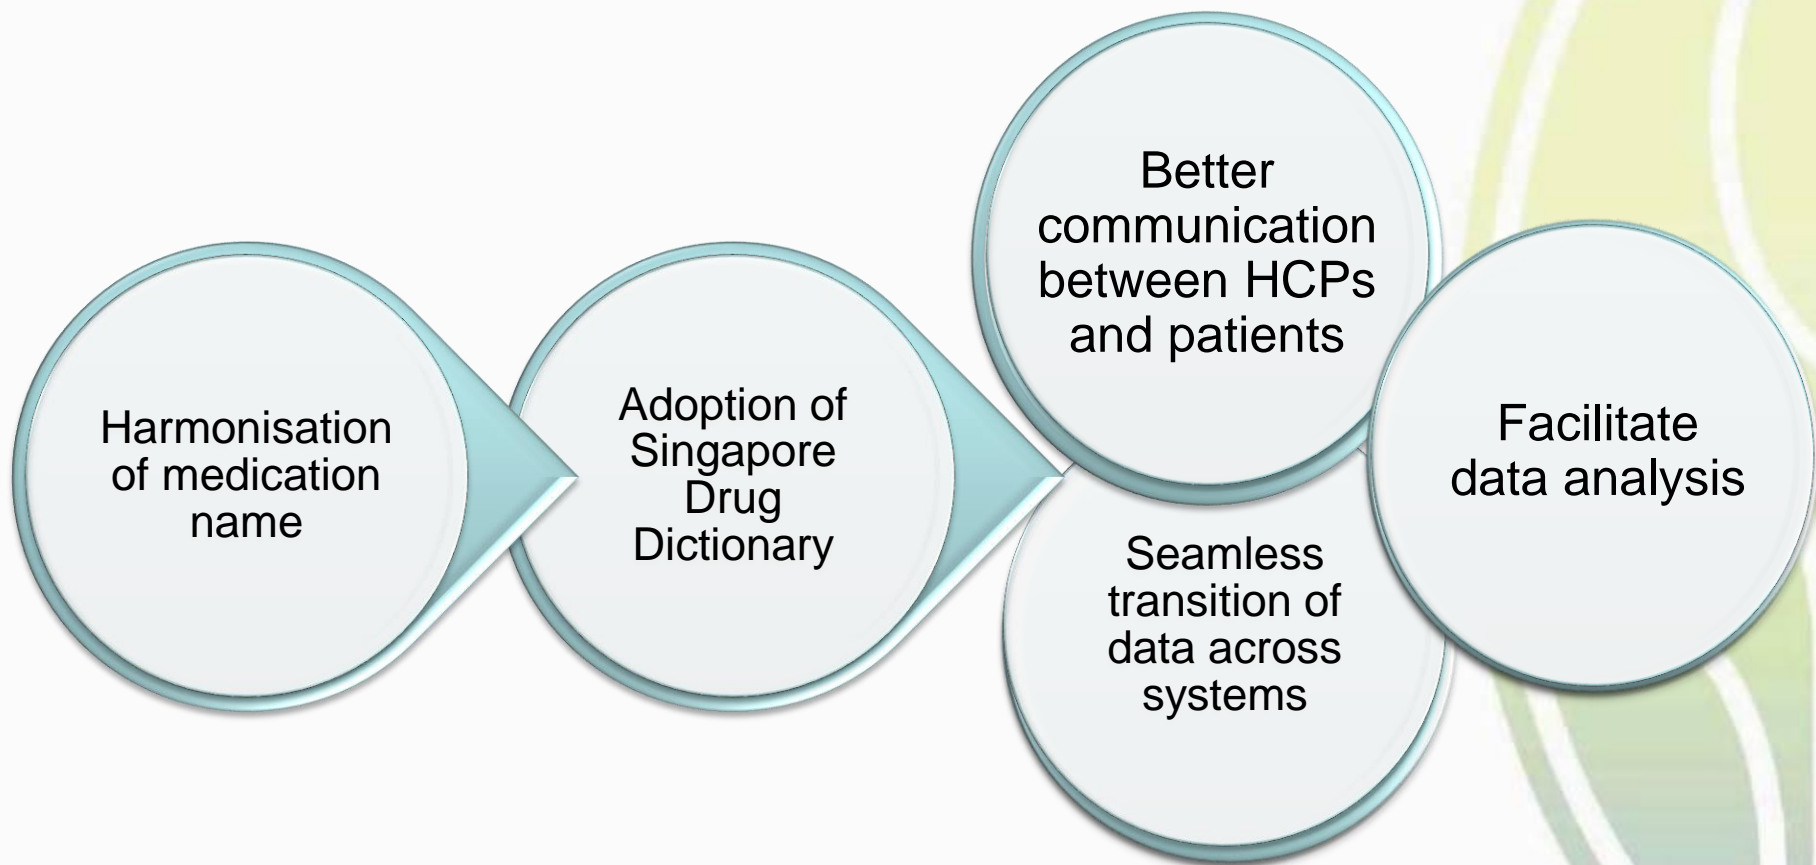 Harmonisation
of medication
name
Adoption of
Singapore
Drug
Dictionary
Better
communication
between HCPs
and patients
Seamless
transition of
data across
systems
Facilitate
data analysis